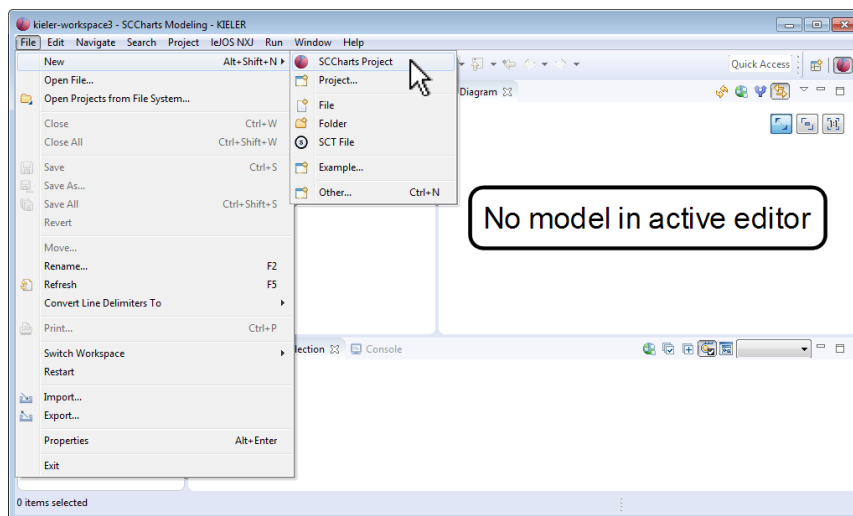 kieler-workspace3 - SCCharts Modeling - KIELER
File Edit Navigate Search Project leJOS NXJ Run Window Help
New Alt+Shift+N
Open File...
Open Projects from File System...
Close Ctrl+W
Close All Ctrl+Shift+W
Save Ctrl+S
Save As...
Save All Ctrl+Shift+S
Revert
Move...
Rename... F2
Refresh F5
Convert Line Delimiters To
Print... Ctrl+P
Switch Workspace
Restart
Import...
Export...
Properties Alt+Enter
Exit
SCCharts Project
Project...
File
Folder
SCT File
Example...
Other... Ctrl+N
Quick Access
Diagram
No model in active editor
lection Console
0 items selected